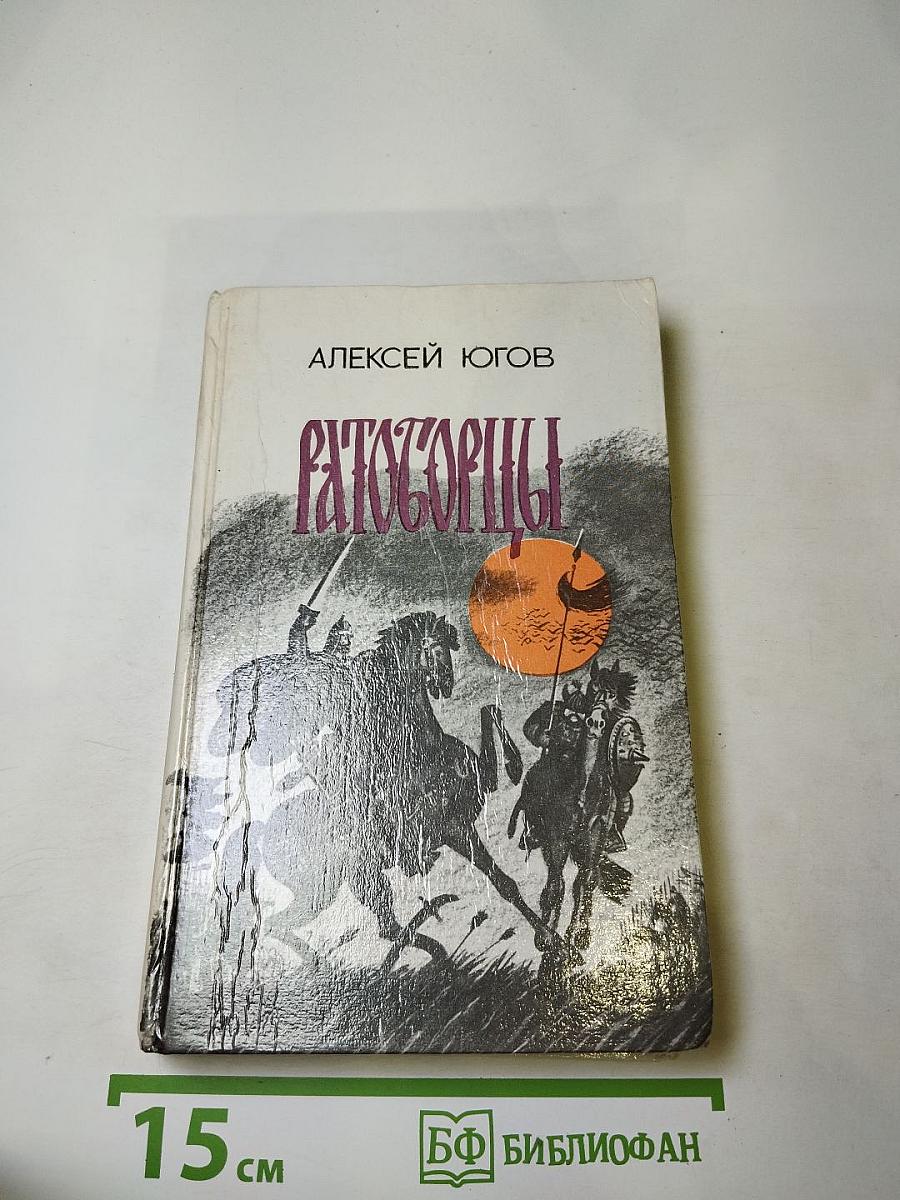 АЛЕКСЕЙ ЮГОВ
РАТОБОРЦЫ
15 см
БФ БИБЛИОФАН